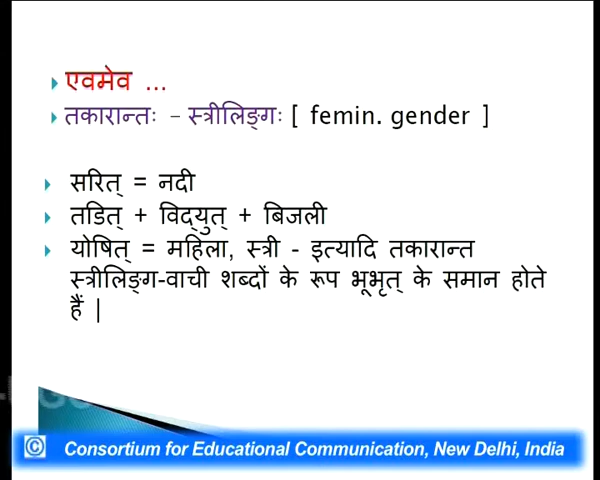 एवमेव ...
तकारान्तः – स्त्रीलिङ्गः [ femin. gender ]
सरित् = नदी
तडित् + विद्युत् + बिजली
योषित् = महिला, स्त्री - इत्यादि तकारान्त
स्त्रीलिङ्ग-वाची शब्दों के रूप भूभृत् के समान होते
हैं |
© Consortium for Educational Communication, New Delhi, India